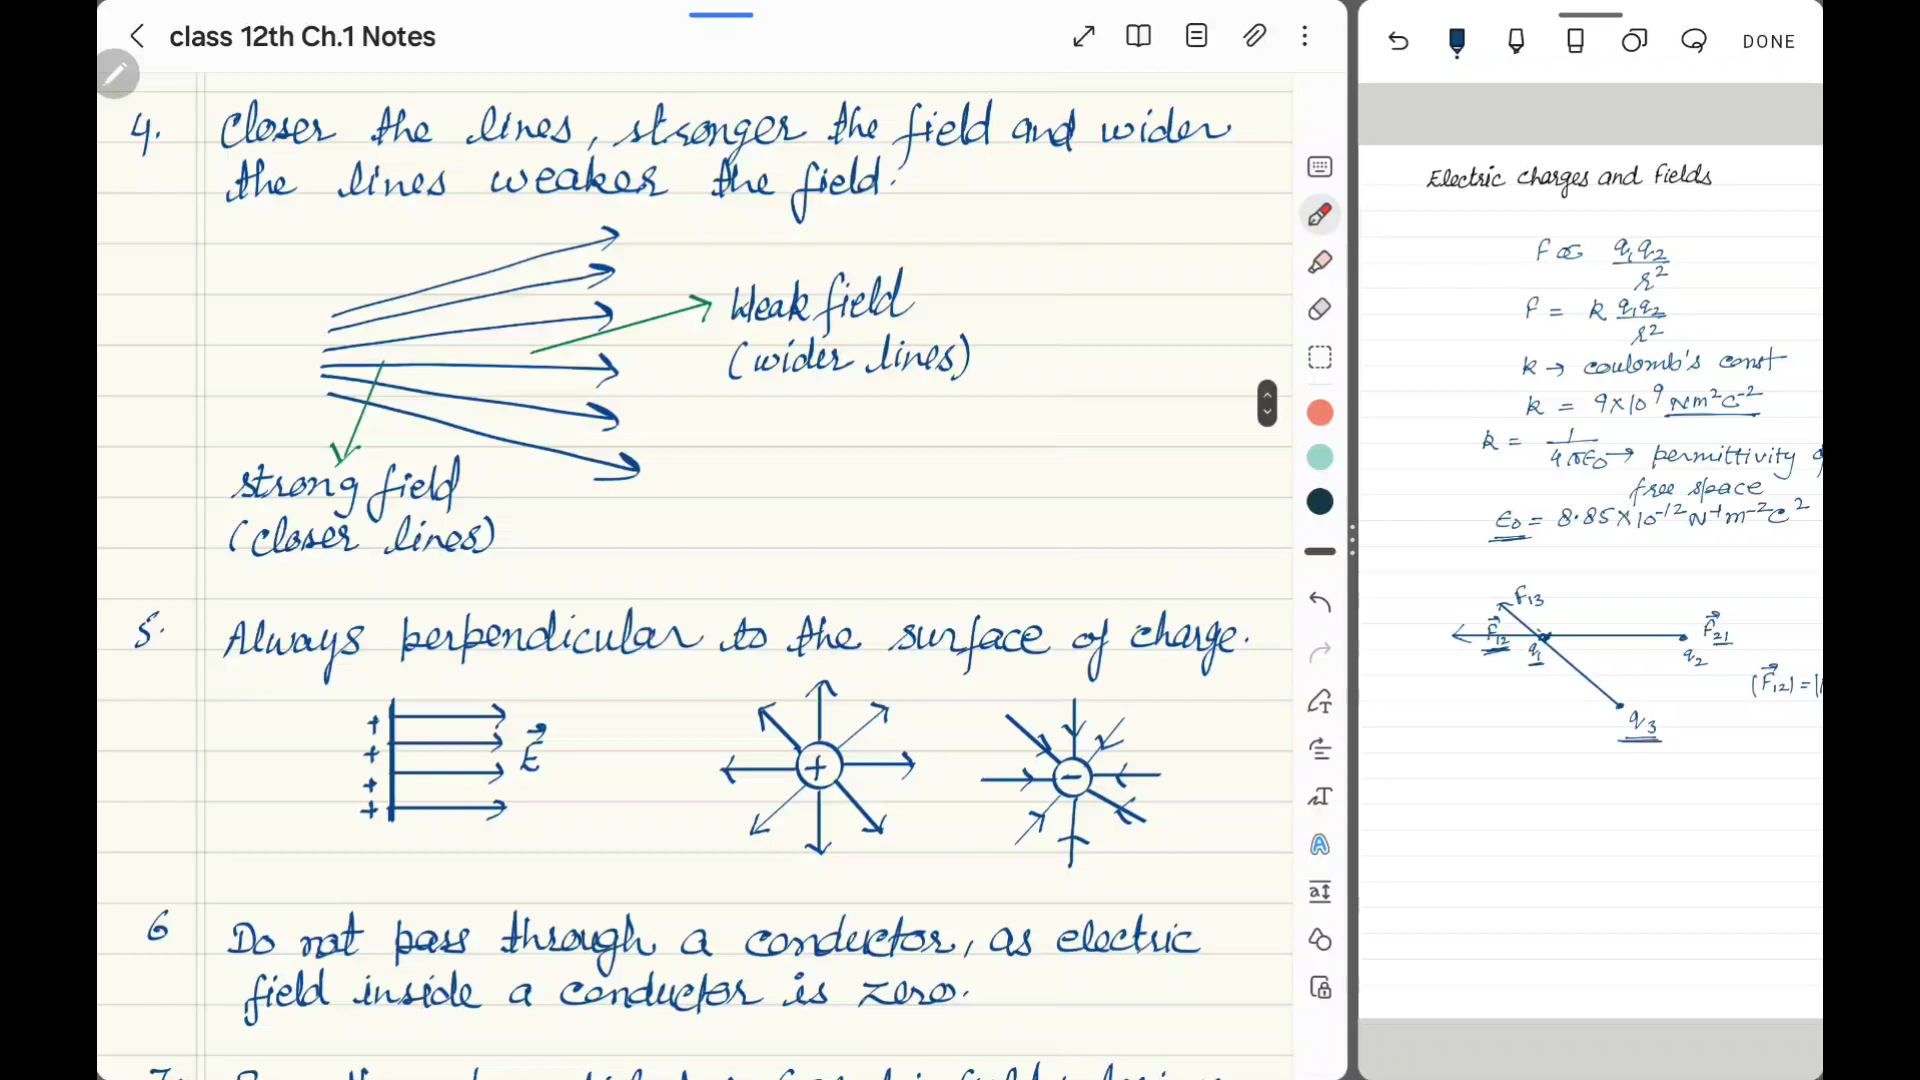 class 12th Ch.1 Notes
4. Closer the lines, stronger the field and wider
the lines weaker the field.
Weak field
(wider lines)
strong field
(closer lines)
5. Always perpendicular to the surface of charge.
+
+
+
+
E
+
−
6 Do not pass through a conductor, as electric
field inside a conductor is zero.
7.
DONE
Electric charges and fields
F ∝ q1q2/r²
F = k q1q2/r²
k → coulomb's const
k = 9×10⁹ Nm²C⁻²
k = 1/4πε0 → permittivity
free space
ε0 = 8.85×10⁻¹² N⁻¹m⁻²C²
F13
F12
F21
q1
q2
(F12) =
q3